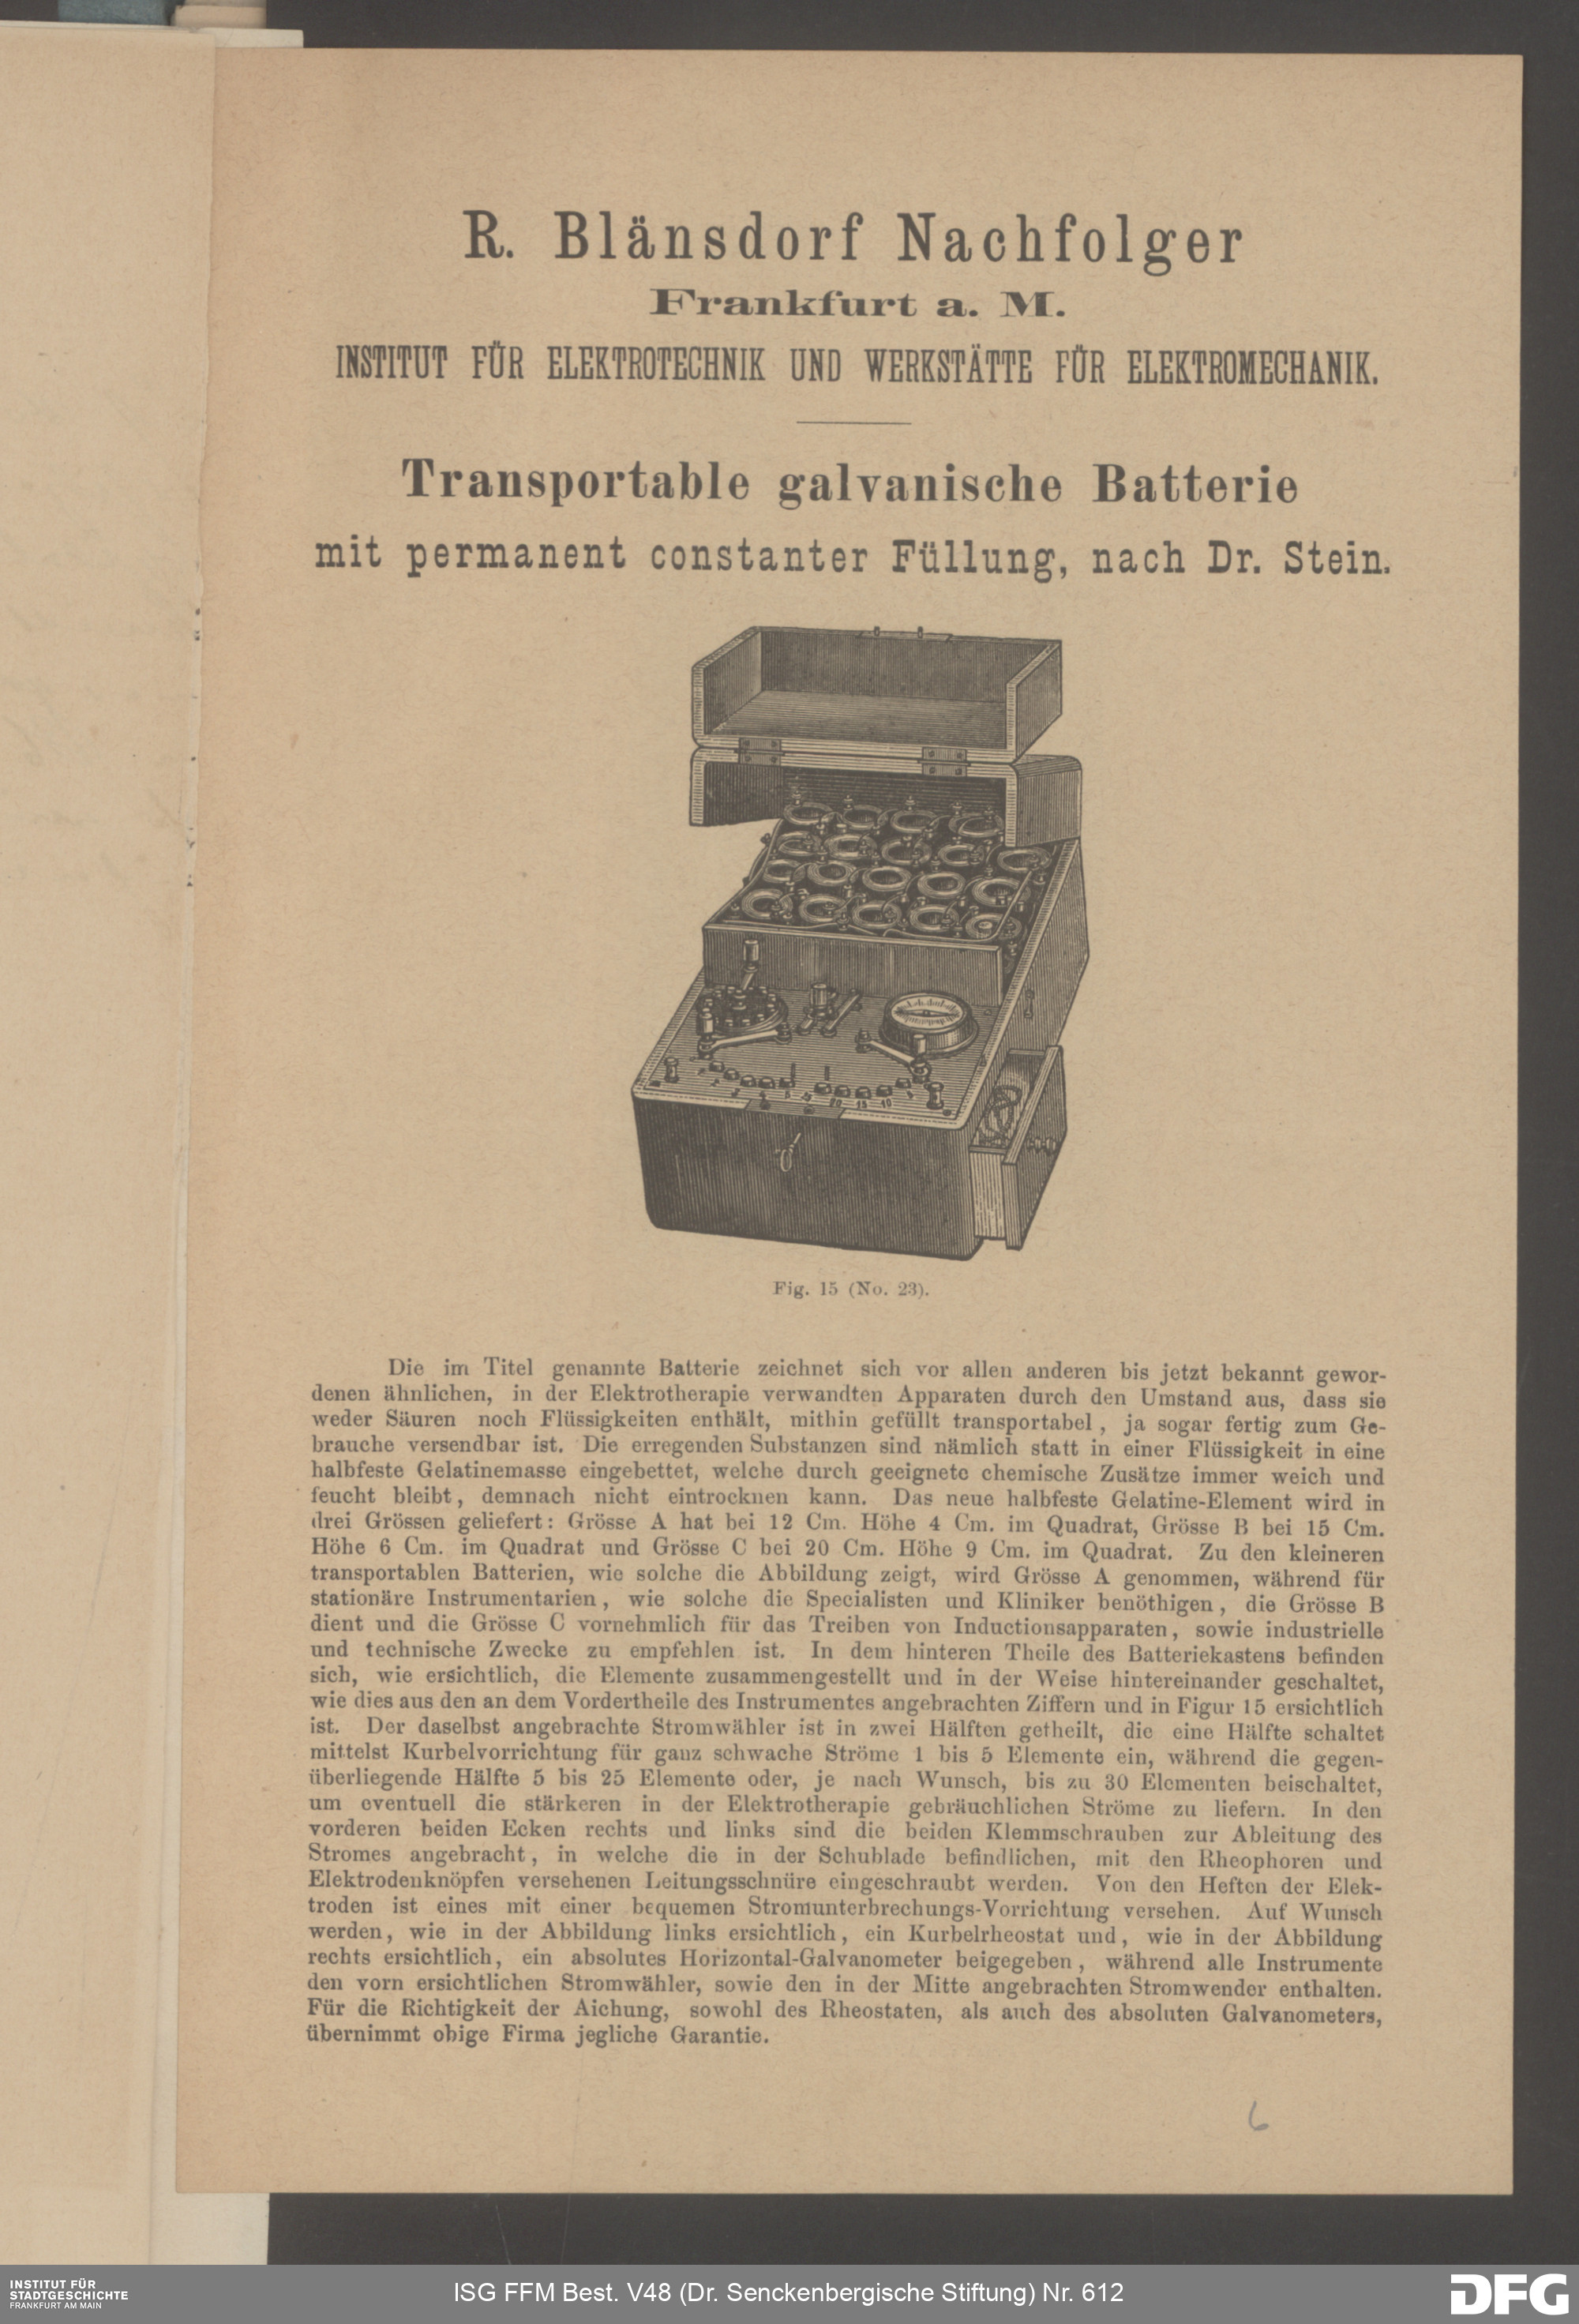 R. Blänsdorf Nachfolger
Frankfurt a. M.
INSTITUT FÜR ELEKTROTECHNIK UND WERKSTÄTTE FÜR ELEKTROMECHANIK.
Transportable galvanische Batterie
mit permanent constanter Füllung, nach Dr. Stein.
Fig. 15 (No. 23).
Die im Titel genannte Batterie zeichnet sich vor allen anderen bis jetzt bekannt gewor-
denen ähnlichen, in der Elektrotherapie verwandten Apparaten durch den Umstand aus, dass sie
weder Säuren noch Flüssigkeiten enthält, mithin gefüllt transportabel, ja sogar fertig zum Ge-
brauche versendbar ist. Die erregenden Substanzen sind nämlich statt in einer Flüssigkeit in eine
halbfeste Gelatinemasse eingebettet, welche durch geeignete chemische Zusätze immer weich und
feucht bleibt, demnach nicht eintrocknen kann. Das neue halbfeste Gelatine-Element wird in
drei Grössen geliefert: Grösse A hat bei 12 Cm. Höhe 4 Cm. im Quadrat, Grösse B bei 15 Cm.
Höhe 6 Cm. im Quadrat und Grösse C bei 20 Cm. Höhe 9 Cm. im Quadrat. Zu den kleineren
transportablen Batterien, wie solche die Abbildung zeigt, wird Grösse A genommen, während für
stationäre Instrumentarien, wie solche die Specialisten und Kliniker benöthigen, die Grösse B
dient und die Grösse C vornehmlich für das Treiben von Inductionsapparaten, sowie industrielle
und technische Zwecke zu empfehlen ist. In dem hinteren Theile des Batteriekastens befinden
sich, wie ersichtlich, die Elemente zusammengestellt und in der Weise hintereinander geschaltet,
wie dies aus den an dem Vordertheile des Instrumentes angebrachten Ziffern und in Figur 15 ersichtlich
ist. Der daselbst angebrachte Stromwähler ist in zwei Hälften getheilt, die eine Hälfte schaltet
mittelst Kurbelvorrichtung für ganz schwache Ströme 1 bis 5 Elemente ein, während die gegen-
überliegende Hälfte 5 bis 25 Elemente oder, je nach Wunsch, bis zu 30 Elementen beischaltet,
um eventuell die stärkeren in der Elektrotherapie gebräuchlichen Ströme zu liefern. In den
vorderen beiden Ecken rechts und links sind die beiden Klemmschrauben zur Ableitung des
Stromes angebracht, in welche die in der Schublade befindlichen, mit den Rheophoren und
Elektrodenknöpfen versehenen Leitungsschnüre eingeschraubt werden. Von den Heften der Elek-
troden ist eines mit einer bequemen Stromunterbrechungs-Vorrichtung versehen. Auf Wunsch
werden, wie in der Abbildung links ersichtlich, ein Kurbelrheostat und, wie in der Abbildung
rechts ersichtlich, ein absolutes Horizontal-Galvanometer beigegeben, während alle Instrumente
den vorn ersichtlichen Stromwähler, sowie den in der Mitte angebrachten Stromwender enthalten.
Für die Richtigkeit der Aichung, sowohl des Rheostaten, als auch des absoluten Galvanometers,
übernimmt obige Firma jegliche Garantie.
6
INSTITUT FÜR
STADTGESCHICHTE
FRANKFURT AM MAIN
ISG FFM Best. V48 (Dr. Senckenbergische Stiftung) Nr. 612
DFG